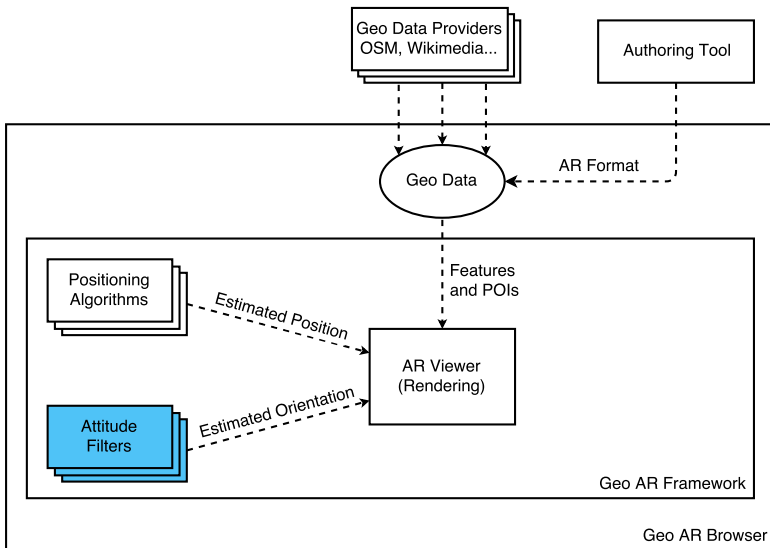 Geo Data Providers
OSM, Wikimedia...
Authoring Tool
Geo Data
AR Format
Features
and POIs
Positioning
Algorithms
Estimated Position
AR Viewer
(Rendering)
Attitude
Filters
Estimated Orientation
Geo AR Framework
Geo AR Browser